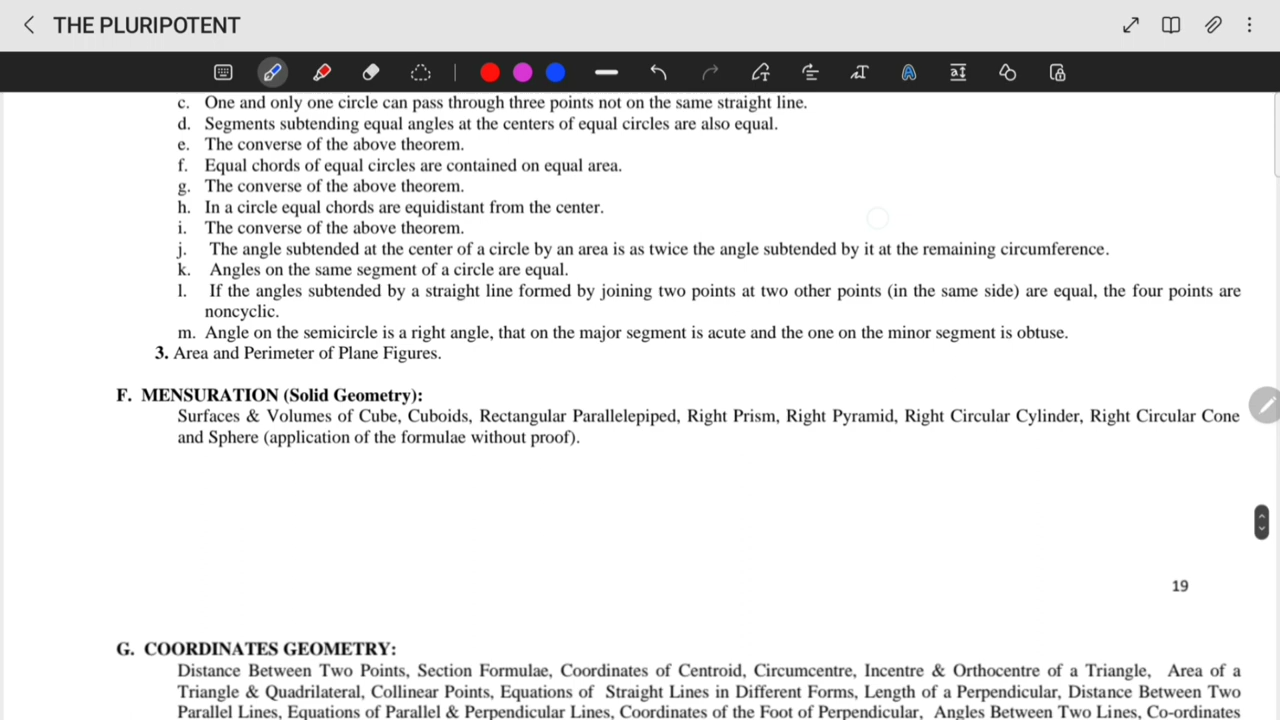 THE PLURIPOTENT
c. One and only one circle can pass through three points not on the same straight line.
d. Segments subtending equal angles at the centers of equal circles are also equal.
e. The converse of the above theorem.
f. Equal chords of equal circles are contained on equal area.
g. The converse of the above theorem.
h. In a circle equal chords are equidistant from the center.
i. The converse of the above theorem.
j. The angle subtended at the center of a circle by an area is as twice the angle subtended by it at the remaining circumference.
k. Angles on the same segment of a circle are equal.
l. If the angles subtended by a straight line formed by joining two points at two other points (in the same side) are equal, the four points are
noncyclic.
m. Angle on the semicircle is a right angle, that on the major segment is acute and the one on the minor segment is obtuse.
3. Area and Perimeter of Plane Figures.
F. MENSURATION (Solid Geometry):
Surfaces & Volumes of Cube, Cuboids, Rectangular Parallelepiped, Right Prism, Right Pyramid, Right Circular Cylinder, Right Circular Cone
and Sphere (application of the formulae without proof).
19
G. COORDINATES GEOMETRY:
Distance Between Two Points, Section Formulae, Coordinates of Centroid, Circumcentre, Incentre & Orthocentre of a Triangle, Area of a
Triangle & Quadrilateral, Collinear Points, Equations of Straight Lines in Different Forms, Length of a Perpendicular, Distance Between Two
Parallel Lines, Equations of Parallel & Perpendicular Lines, Coordinates of the Foot of Perpendicular, Angles Between Two Lines, Co-ordinates